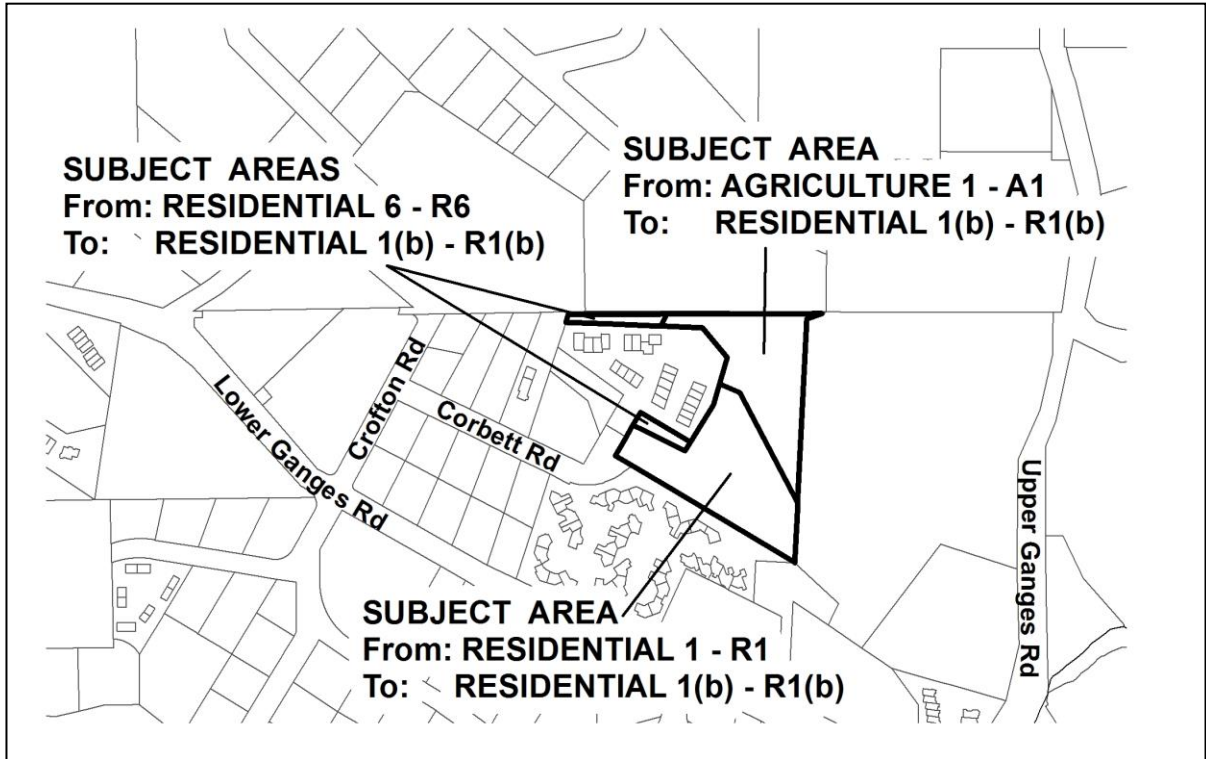 SUBJECT AREAS
From: RESIDENTIAL 6 - R6
To: RESIDENTIAL 1(b) - R1(b)
SUBJECT AREA
From: AGRICULTURE 1 - A1
To: RESIDENTIAL 1(b) - R1(b)
Lower Ganges Rd
Crofton Rd
Corbett Rd
Upper Ganges Rd
SUBJECT AREA
From: RESIDENTIAL 1 - R1
To: RESIDENTIAL 1(b) - R1(b)